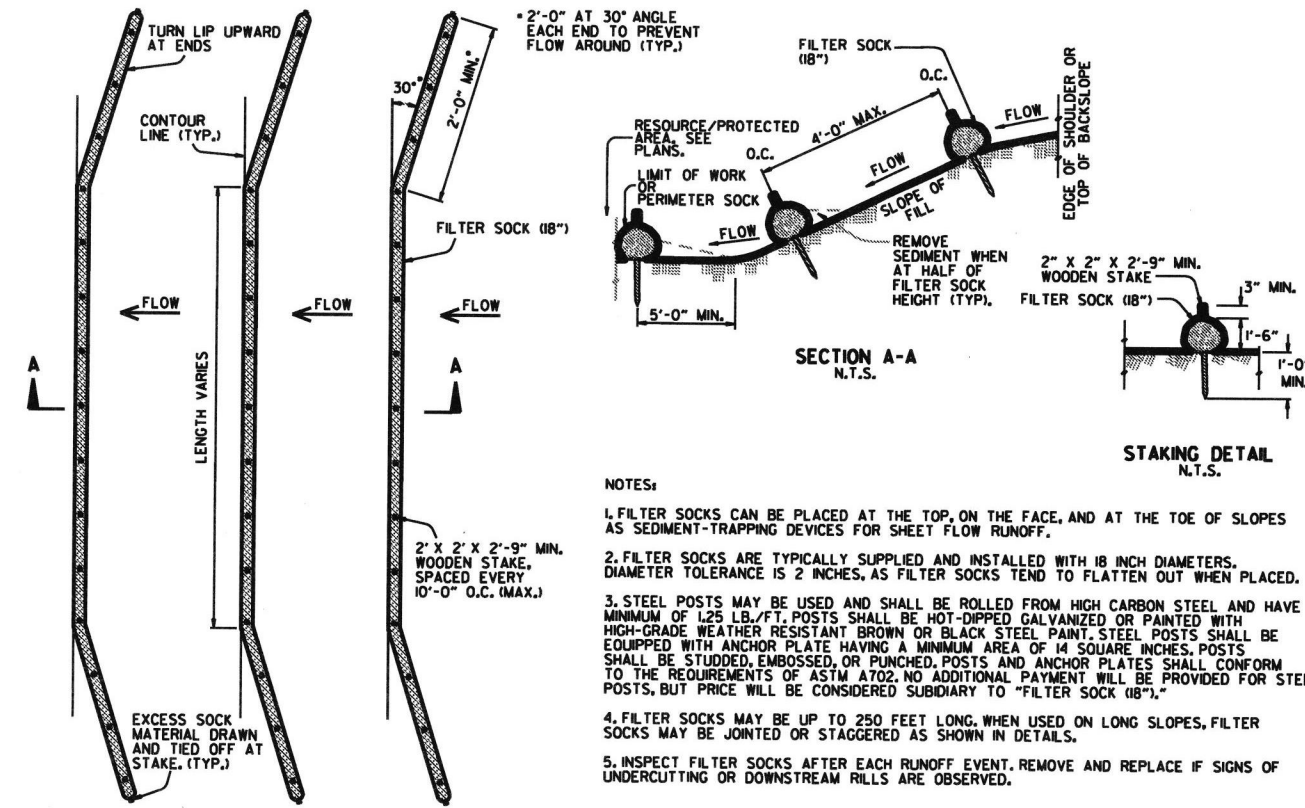 TURN LIP UPWARD
AT ENDS
CONTOUR
LINE (TYP.)
30°*
2'-0" MIN.*
* 2'-0" AT 30° ANGLE
EACH END TO PREVENT
FLOW AROUND (TYP.)
FILTER SOCK (18")
FLOW
FLOW
FLOW
A
A
LENGTH VARIES
2' X 2' X 2'-9" MIN.
WOODEN STAKE,
SPACED EVERY
10'-0" O.C. (MAX.)
EXCESS SOCK
MATERIAL DRAWN
AND TIED OFF AT
STAKE. (TYP.)
FILTER SOCK
(18")
O.C.
FLOW
4'-0" MAX.
O.C.
FLOW
RESOURCE/PROTECTED
AREA. SEE
PLANS.
LIMIT OF WORK
OR
PERIMETER SOCK
FLOW
SLOPE OF
FILL
EDGE OF SHOULDER OR
TOP OF BACKSLOPE
REMOVE
SEDIMENT WHEN
AT HALF OF
FILTER SOCK
HEIGHT (TYP).
5'-0" MIN.
SECTION A-A
N.T.S.
2" X 2" X 2'-9" MIN.
WOODEN STAKE
FILTER SOCK (18")
3" MIN.
1'-6"
1'-0"
MIN.
STAKING DETAIL
N.T.S.
NOTES:
1. FILTER SOCKS CAN BE PLACED AT THE TOP, ON THE FACE, AND AT THE TOE OF SLOPES
AS SEDIMENT-TRAPPING DEVICES FOR SHEET FLOW RUNOFF.
2. FILTER SOCKS ARE TYPICALLY SUPPLIED AND INSTALLED WITH 18 INCH DIAMETERS.
DIAMETER TOLERANCE IS 2 INCHES, AS FILTER SOCKS TEND TO FLATTEN OUT WHEN PLACED.
3. STEEL POSTS MAY BE USED AND SHALL BE ROLLED FROM HIGH CARBON STEEL AND HAVE
MINIMUM OF 1.25 LB./FT. POSTS SHALL BE HOT-DIPPED GALVANIZED OR PAINTED WITH
HIGH-GRADE WEATHER RESISTANT BROWN OR BLACK STEEL PAINT. STEEL POSTS SHALL BE
EQUIPPED WITH ANCHOR PLATE HAVING A MINIMUM AREA OF 14 SQUARE INCHES. POSTS
SHALL BE STUDDED, EMBOSSED, OR PUNCHED. POSTS AND ANCHOR PLATES SHALL CONFORM
TO THE REQUIREMENTS OF ASTM A702. NO ADDITIONAL PAYMENT WILL BE PROVIDED FOR STEE
POSTS, BUT PRICE WILL BE CONSIDERED SUBIDIARY TO "FILTER SOCK (18")."
4. FILTER SOCKS MAY BE UP TO 250 FEET LONG. WHEN USED ON LONG SLOPES, FILTER
SOCKS MAY BE JOINTED OR STAGGERED AS SHOWN IN DETAILS.
5. INSPECT FILTER SOCKS AFTER EACH RUNOFF EVENT. REMOVE AND REPLACE IF SIGNS OF
UNDERCUTTING OR DOWNSTREAM RILLS ARE OBSERVED.